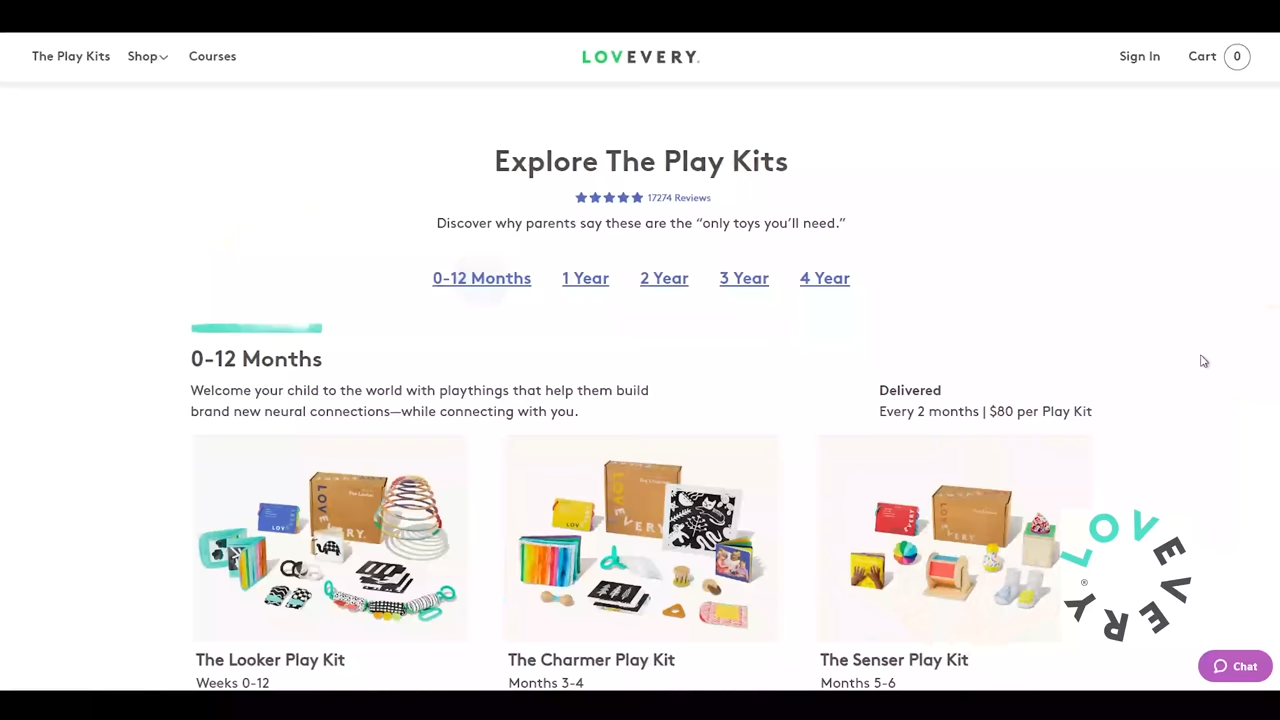 The Play Kits Shop Courses LOVEVERY. Sign In Cart 0
Explore The Play Kits
17274 Reviews
Discover why parents say these are the “only toys you’ll need.”
0-12 Months 1 Year 2 Year 3 Year 4 Year
0-12 Months
Welcome your child to the world with playthings that help them build
brand new neural connections—while connecting with you.
Delivered
Every 2 months | $80 per Play Kit
LOVEVERY®
The Looker Play Kit
Weeks 0-12
The Charmer Play Kit
Months 3-4
The Senser Play Kit
Months 5-6
Chat